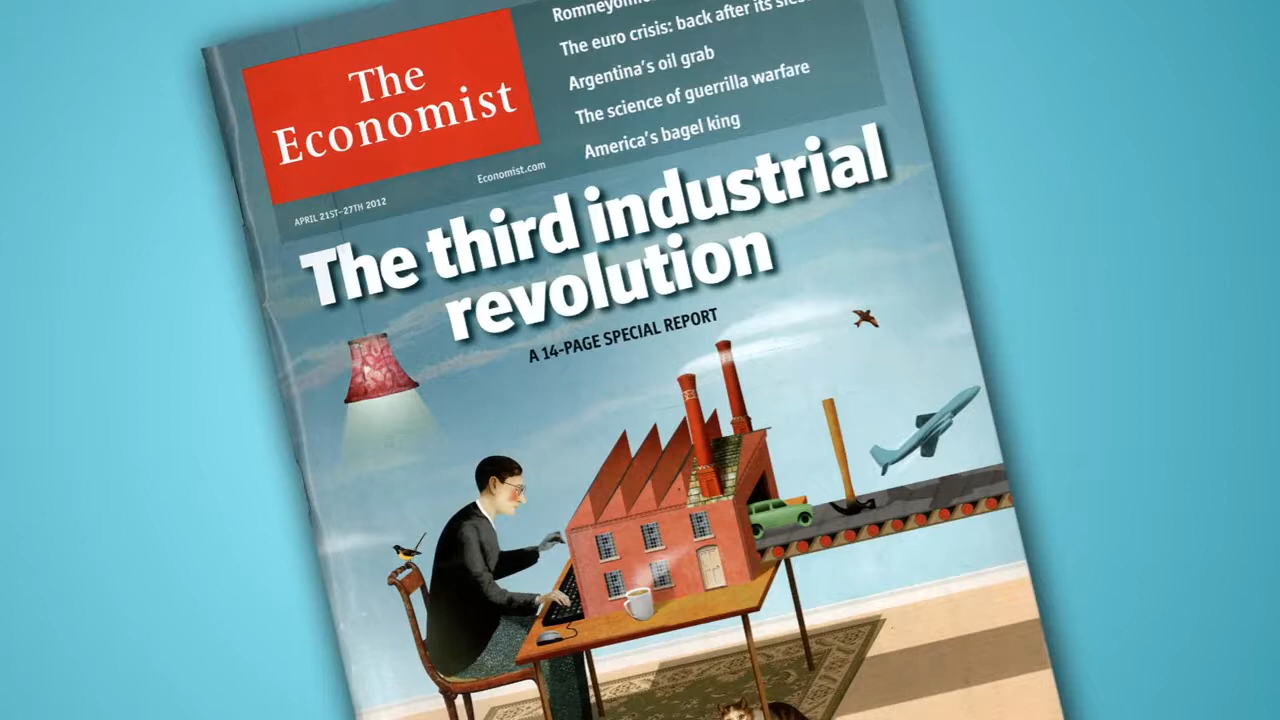 The
Economist
The euro crisis: back after its
Argentina's oil grab
The science of guerrilla warfare
America's bagel king
Economist.com
APRIL 21ST–27TH 2012
The third industrial
revolution
A 14-PAGE SPECIAL REPORT